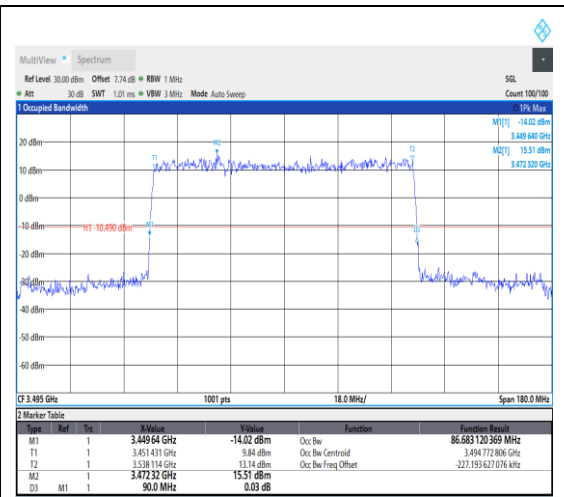 MultiView Spectrum
Ref Level 30.00 dBm Offset 7.74 dB RBW 1 MHz SGL
Att 30 dB SWT 1.01 ms VBW 3 MHz Mode Auto Sweep Count 100/100
1 Occupied Bandwidth 1Pk Max
M1[1] -14.02 dBm
3.449 640 GHz
M2[1] 15.51 dBm
3.472 320 GHz
20 dBm
M2
T1
T2
10 dBm
0 dBm
-10 dBm
H1 -10.490 dBm
M1
D3
-20 dBm
-30 dBm
-40 dBm
-50 dBm
-60 dBm
CF 3.495 GHz 1001 pts 18.0 MHz/ Span 180.0 MHz
2 Marker Table
Type Ref Trc X-Value Y-Value Function Function Result
M1 1 3.449 64 GHz -14.02 dBm Occ Bw 86.683 120 369 MHz
T1 1 3.451 431 GHz 9.84 dBm Occ Bw Centroid 3.494 772 806 GHz
T2 1 3.538 114 GHz 13.14 dBm Occ Bw Freq Offset -227.193 627 076 kHz
M2 1 3.472 32 GHz 15.51 dBm
D3 M1 1 90.0 MHz 0.03 dB